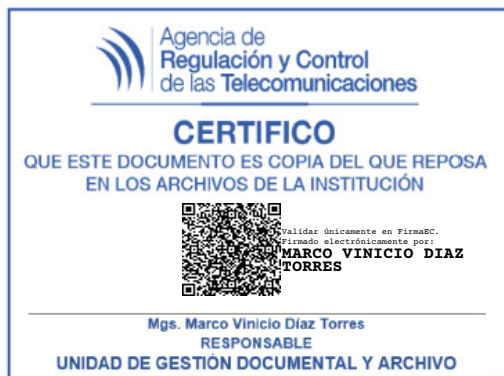 Agencia de
Regulación y Control
de las Telecomunicaciones
CERTIFICO
QUE ESTE DOCUMENTO ES COPIA DEL QUE REPOSA
EN LOS ARCHIVOS DE LA INSTITUCIÓN
Validar únicamente en FirmaEC.
Firmado electrónicamente por:
MARCO VINICIO DIAZ
TORRES
Mgs. Marco Vinicio Díaz Torres
RESPONSABLE
UNIDAD DE GESTIÓN DOCUMENTAL Y ARCHIVO